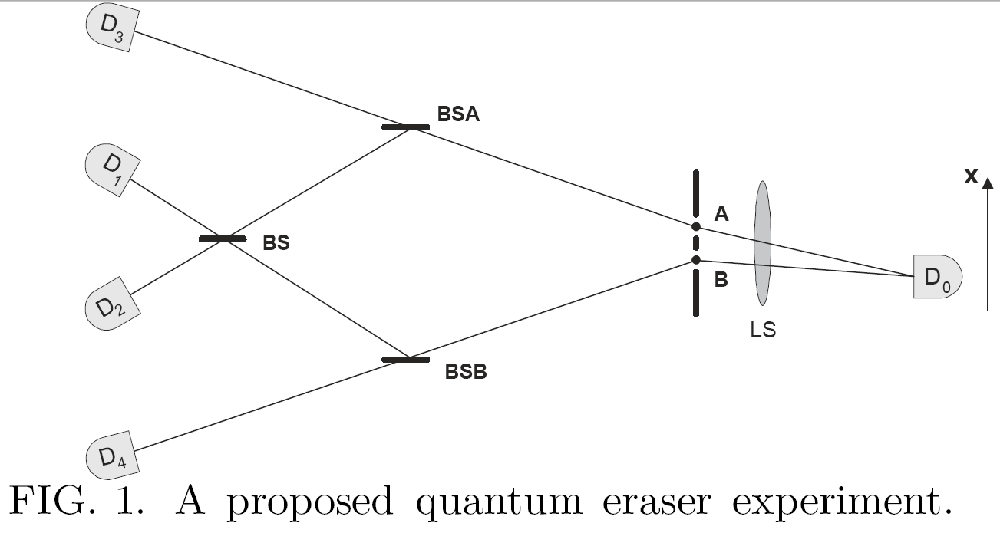 D3
BSA
D1
x
A
BS
B
D0
D2
LS
BSB
D4
FIG. 1. A proposed quantum eraser experiment.